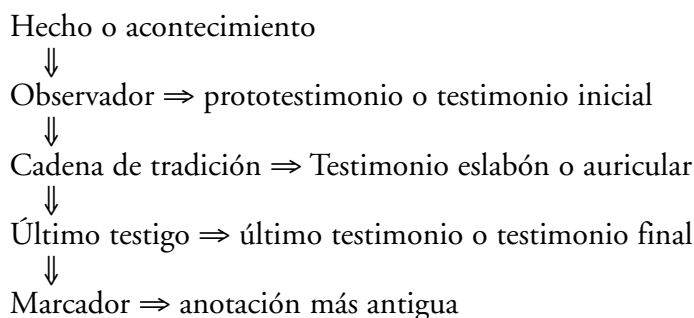 Hecho o acontecimiento
⇓
Observador ⇒ prototestimonio o testimonio inicial
⇓
Cadena de tradición ⇒ Testimonio eslabón o auricular
⇓
Último testigo ⇒ último testimonio o testimonio final
⇓
Marcador ⇒ anotación más antigua